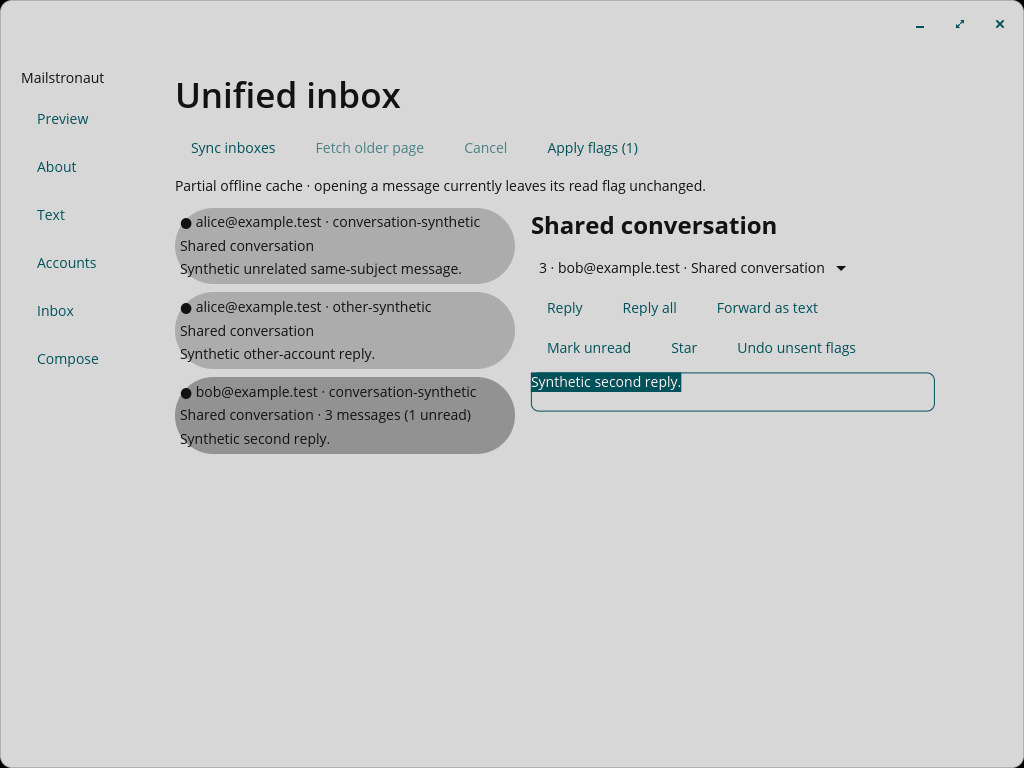 Mailstronaut
Preview
About
Text
Accounts
Inbox
Compose
Unified inbox
Sync inboxes Fetch older page Cancel Apply flags (1)
Partial offline cache · opening a message currently leaves its read flag unchanged.
● alice@example.test · conversation-synthetic
Shared conversation
Synthetic unrelated same-subject message.
● alice@example.test · other-synthetic
Shared conversation
Synthetic other-account reply.
● bob@example.test · conversation-synthetic
Shared conversation · 3 messages (1 unread)
Synthetic second reply.
Shared conversation
3 · bob@example.test · Shared conversation
Reply Reply all Forward as text
Mark unread Star Undo unsent flags
Synthetic second reply.